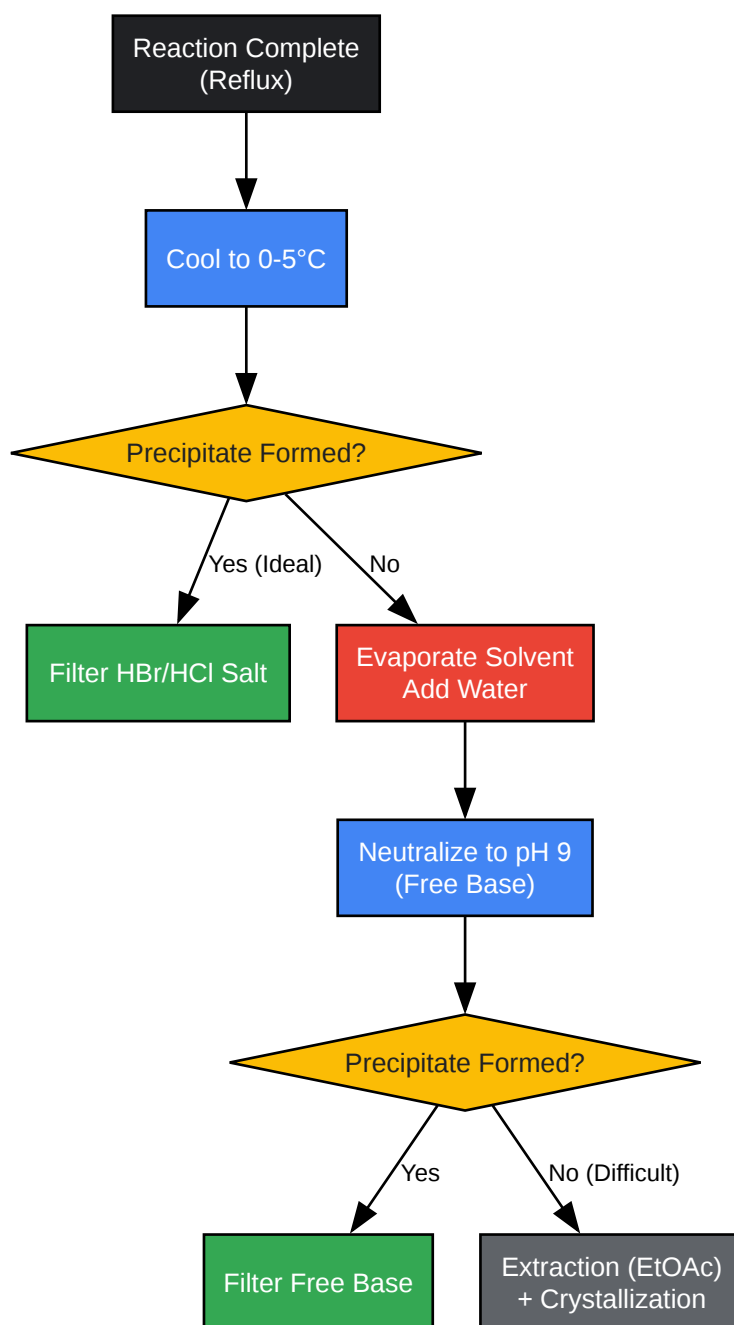 Reaction Complete
(Reflux)
Cool to 0-5°C
Precipitate Formed?
Yes (Ideal)
No
Filter HBr/HCl Salt
Evaporate Solvent
Add Water
Neutralize to pH 9
(Free Base)
Precipitate Formed?
Yes
No (Difficult)
Filter Free Base
Extraction (EtOAc)
+ Crystallization